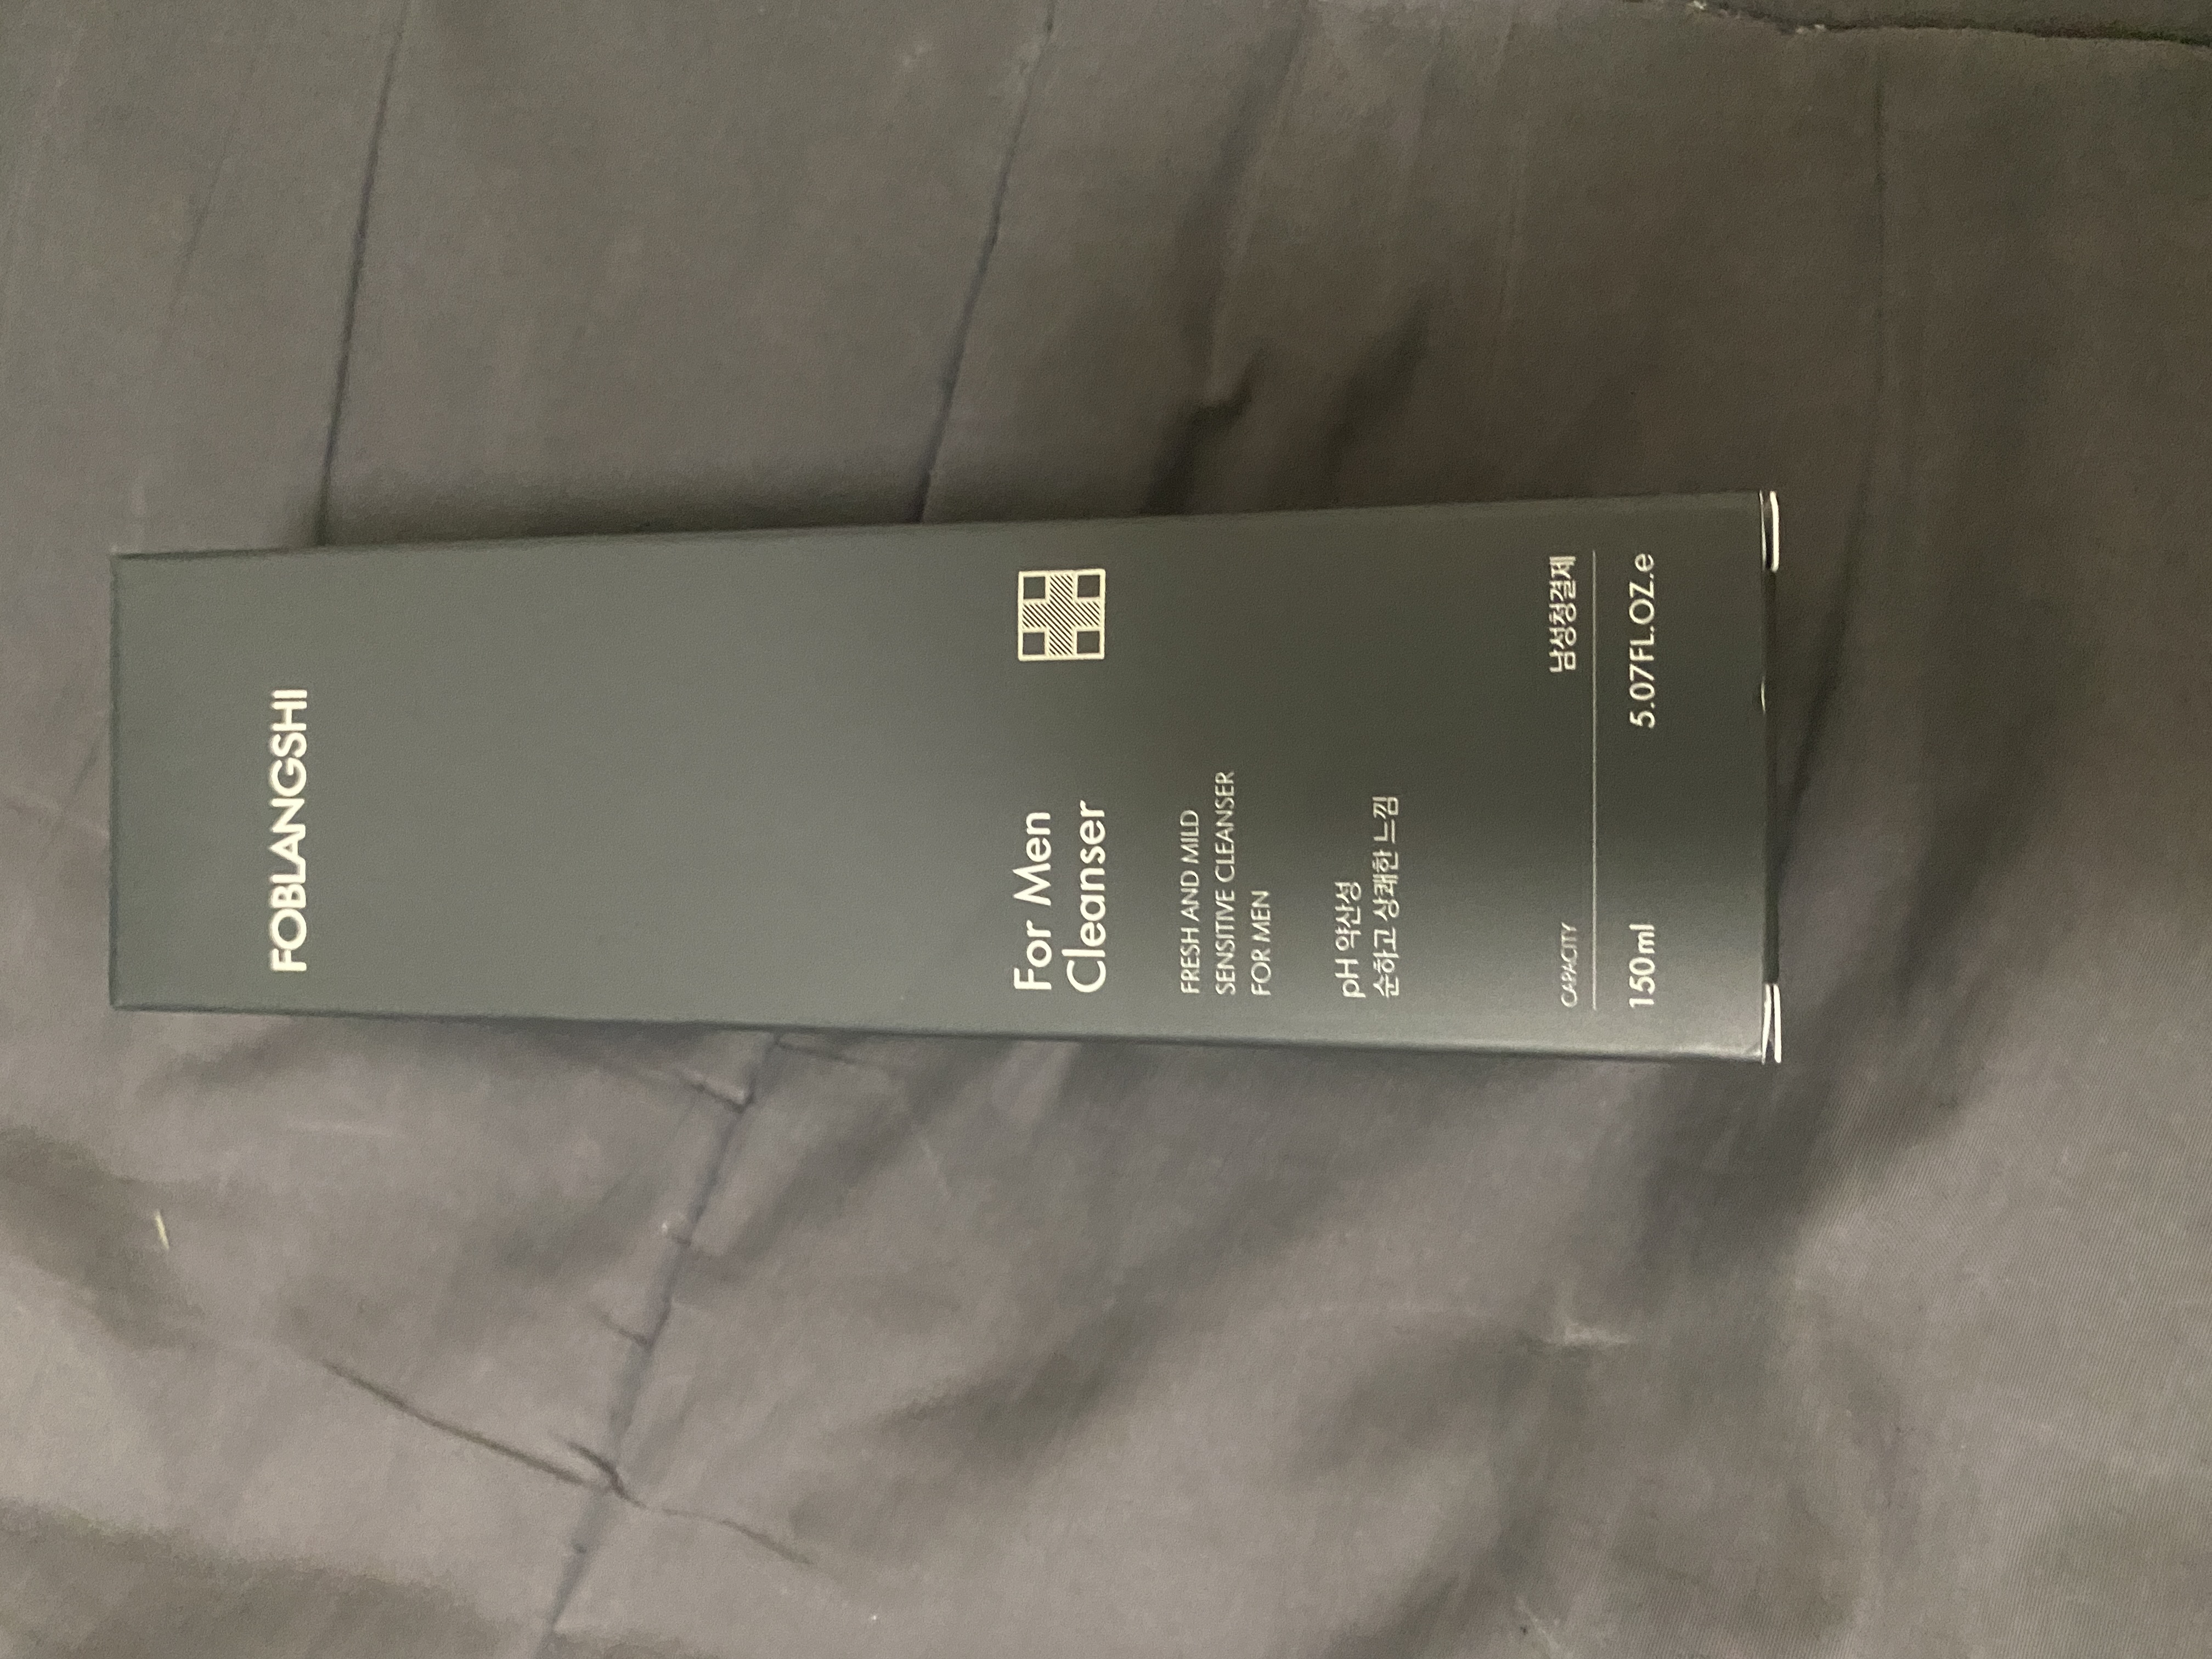 FOBLANGSHI
For Men
Cleanser
FRESH AND MILD
SENSITIVE CLEANSER
FOR MEN
pH 약산성
순하고 상쾌한 느낌
CAPACITY 남성청결제
150ml 5.07FL.OZ.e